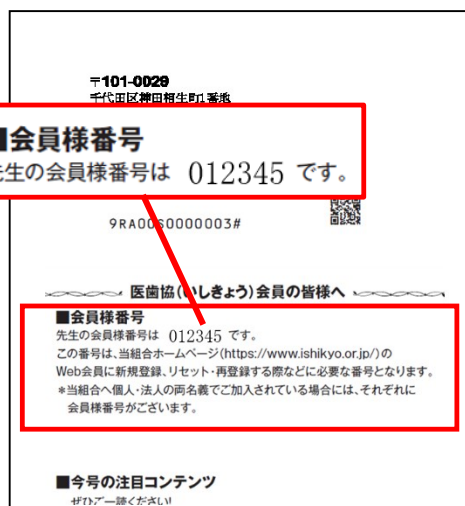 〒101-0029
千代田区神田相生町1番地
■会員様番号
先生の会員様番号は 012345 です。
9RA00S0000003#
医歯協(いしきょう)会員の皆様へ
■会員様番号
先生の会員様番号は 012345 です。
この番号は、当組合ホームページ(https://www.ishikyo.or.jp/)の
Web会員に新規登録、リセット・再登録する際などに必要な番号となります。
*当組合へ個人・法人の両名義でご加入されている場合には、それぞれに
会員様番号がございます。
■今号の注目コンテンツ
ぜひご一読ください!